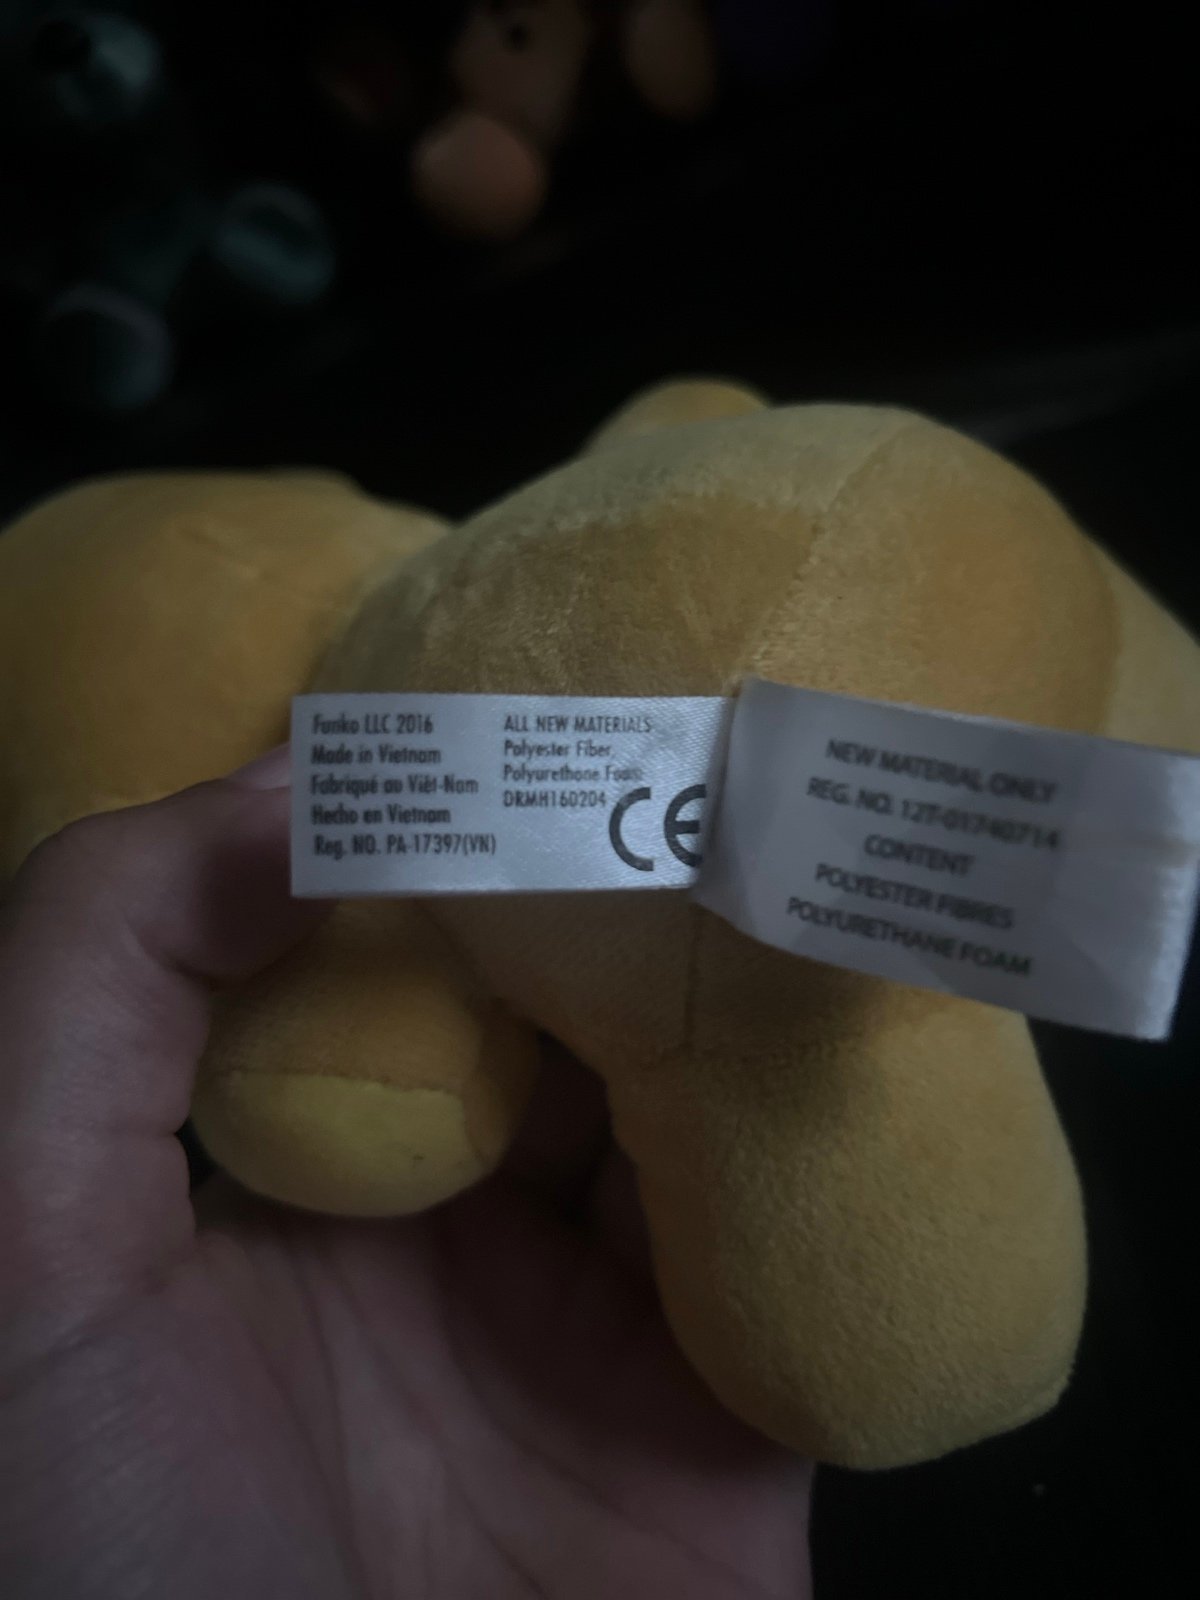 Funko LLC 2016
Made in Vietnam
Fabriqué au Viêt-Nam
Hecho en Vietnam
Reg. NO. PA-17397(VN)
ALL NEW MATERIALS
Polyester Fiber,
Polyurethane Foam
DRMH160204
CE
NEW MATERIAL ONLY
REG. NO. 12T-01740714
CONTENT
POLYESTER FIBRES
POLYURETHANE FOAM